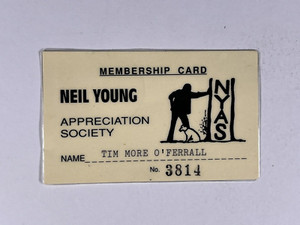 MEMBERSHIP CARD
NEIL YOUNG
APPRECIATION
SOCIETY
NYAS
NAME TIM MORE O'FERRALL
No. 3814